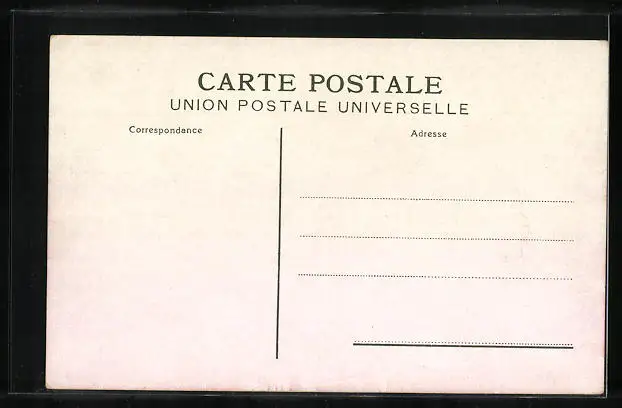 CARTE POSTALE
UNION POSTALE UNIVERSELLE
Correspondance
Adresse